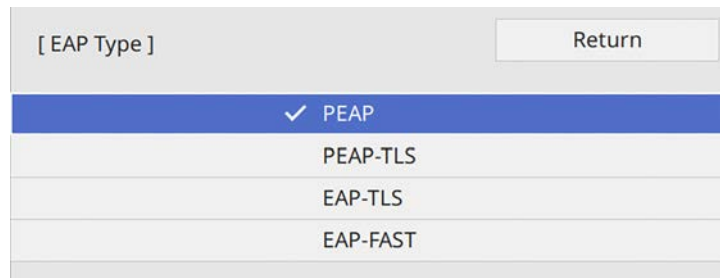 [ EAP Type ]
Return
PEAP
PEAP-TLS
EAP-TLS
EAP-FAST